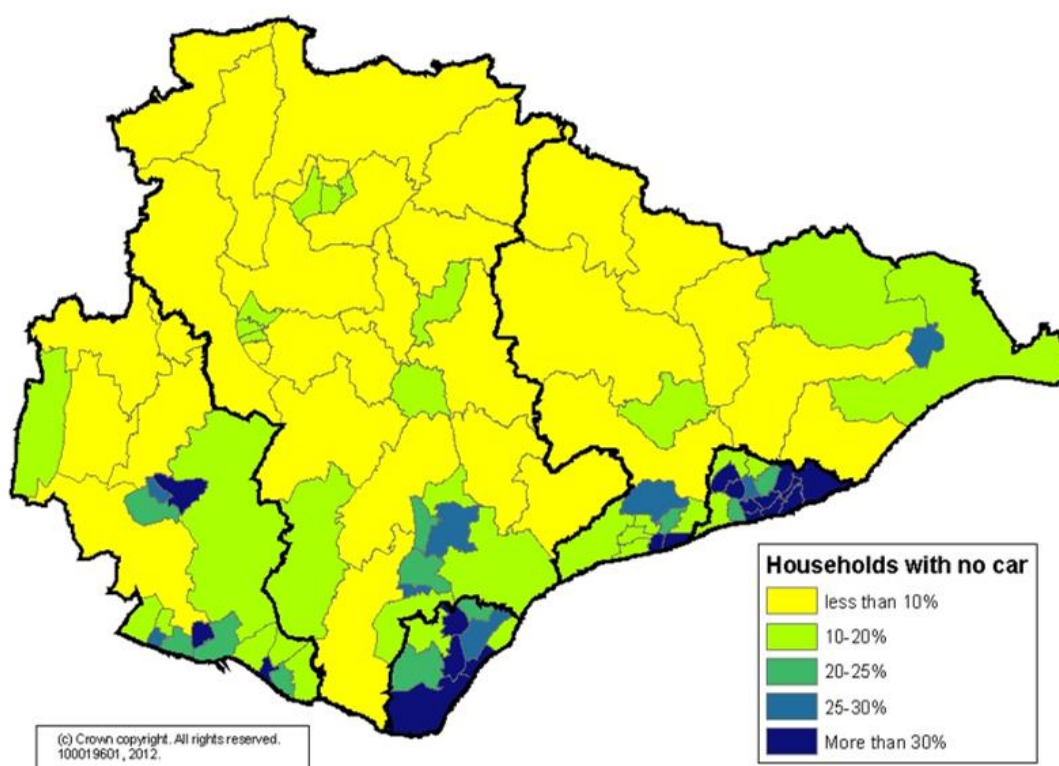 Households with no car
less than 10%
10-20%
20-25%
25-30%
More than 30%
(c) Crown copyright. All rights reserved.
100019601, 2012.